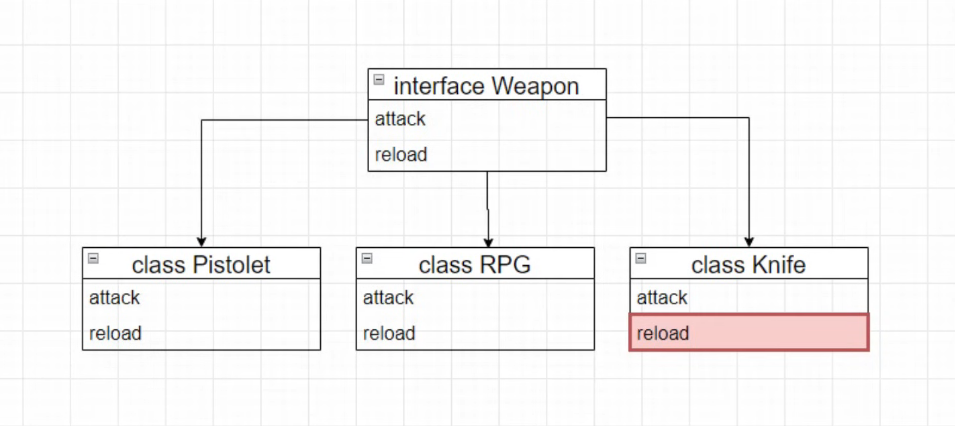 interface Weapon
attack
reload
class Pistolet
attack
reload
class RPG
attack
reload
class Knife
attack
reload